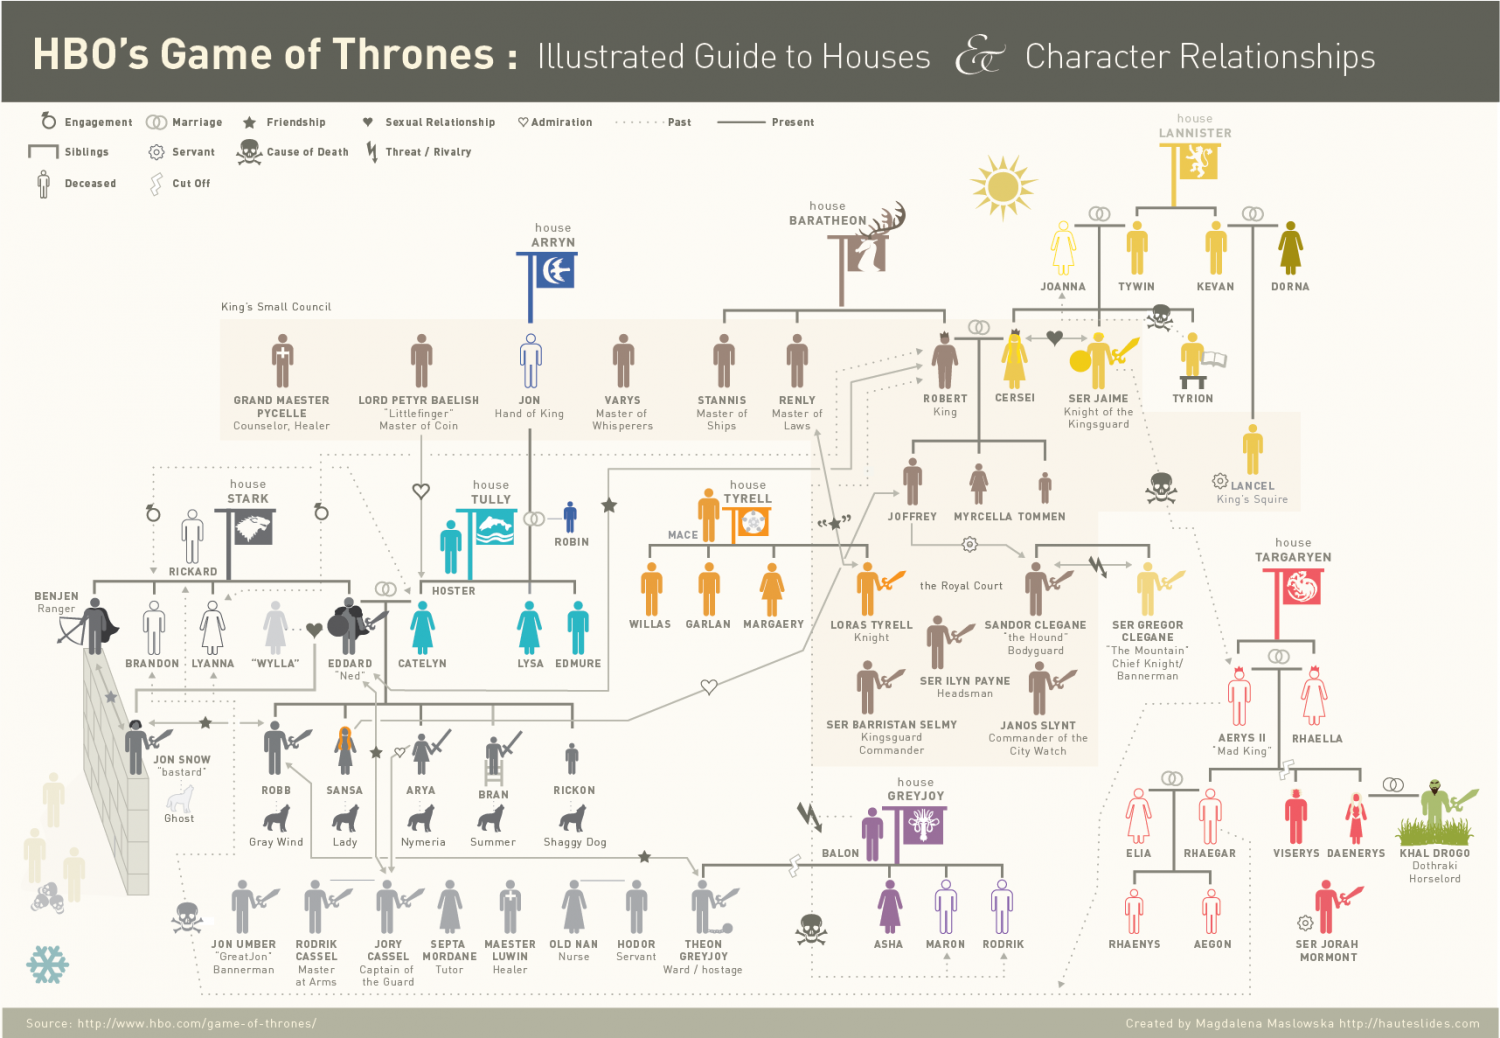 HBO's Game of Thrones : Illustrated Guide to Houses & Character Relationships
Engagement Marriage Friendship Sexual Relationship Admiration Past Present
Siblings Servant Cause of Death Threat / Rivalry
Deceased Cut Off
house
LANNISTER
JOANNA TYWIN KEVAN DORNA
house
BARATHEON
house
ARRYN
King's Small Council
GRAND MAESTER
PYCELLE
Counselor, Healer
LORD PETYR BAELISH
"Littlefinger"
Master of Coin
JON
Hand of King
VARYS
Master of
Whisperers
STANNIS
Master of
Ships
RENLY
Master of
Laws
ROBERT
King
CERSEI
SER JAIME
Knight of the
Kingsguard
TYRION
LANCEL
King's Squire
JOFFREY MYRCELLA TOMMEN
house
STARK
RICKARD
house
TULLY
HOSTER
ROBIN
house
TYRELL
MACE
" "
WILLAS GARLAN MARGAERY
LORAS TYRELL
Knight
the Royal Court
SANDOR CLEGANE
"the Hound"
Bodyguard
SER GREGOR
CLEGANE
"The Mountain"
Chief Knight/
Bannerman
SER ILYN PAYNE
Headsman
SER BARRISTAN SELMY
Kingsguard
Commander
JANOS SLYNT
Commander of the
City Watch
house
TARGARYEN
AERYS II
"Mad King"
RHAELLA
BENJEN
Ranger
BRANDON LYANNA "WYLLA"
EDDARD
"Ned"
CATELYN LYSA EDMURE
JON SNOW
"bastard"
Ghost
ROBB SANSA ARYA BRAN RICKON
Gray Wind Lady Nymeria Summer Shaggy Dog
house
GREYJOY
BALON
ELIA RHAEGAR VISERYS DAENERYS
KHAL DROGO
Dothraki
Horselord
JON UMBER
"GreatJon"
Bannerman
RODRIK
CASSEL
Master
at Arms
JORY
CASSEL
Captain of
the Guard
SEPTA
MORDANE
Tutor
MAESTER
LUWIN
Healer
OLD NAN
Nurse
HODOR
Servant
THEON
GREYJOY
Ward / hostage
ASHA MARON RODRIK
RHAENYS AEGON
SER JORAH
MORMONT
Source: http://www.hbo.com/game-of-thrones/
Created by Magdalena Maslowska http://hauteslides.com/